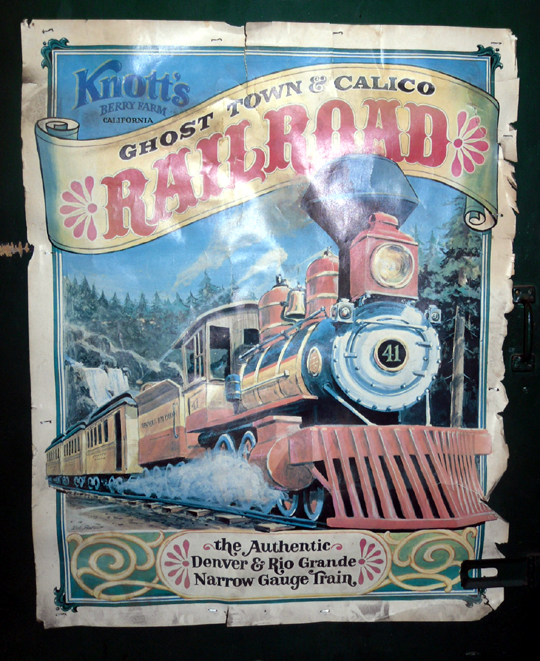 Knott's
BERRY FARM
CALIFORNIA
GHOST TOWN & CALICO
RAILROAD
41
the Authentic
Denver & Rio Grande
Narrow Gauge Train